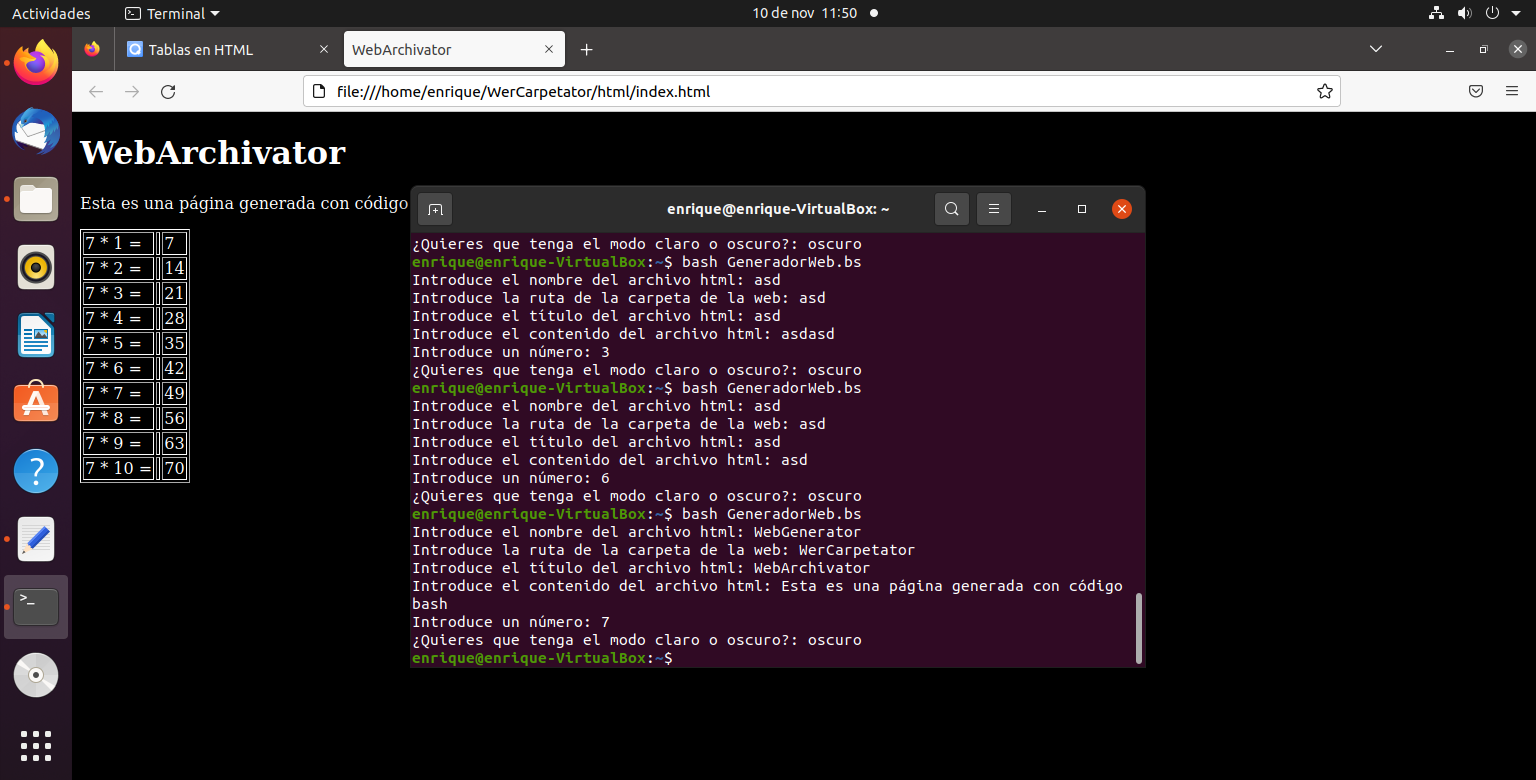 Actividades Terminal 10 de nov 11:50
Tablas en HTML WebArchivator
file:///home/enrique/WerCarpetator/html/index.html
WebArchivator
Esta es una página generada con código
7 * 1 = 7
7 * 2 = 14
7 * 3 = 21
7 * 4 = 28
7 * 5 = 35
7 * 6 = 42
7 * 7 = 49
7 * 8 = 56
7 * 9 = 63
7 * 10 = 70
enrique@enrique-VirtualBox: ~
¿Quieres que tenga el modo claro o oscuro?: oscuro
enrique@enrique-VirtualBox:~$ bash GeneradorWeb.bs
Introduce el nombre del archivo html: asd
Introduce la ruta de la carpeta de la web: asd
Introduce el título del archivo html: asd
Introduce el contenido del archivo html: asdasd
Introduce un número: 3
¿Quieres que tenga el modo claro o oscuro?: oscuro
enrique@enrique-VirtualBox:~$ bash GeneradorWeb.bs
Introduce el nombre del archivo html: asd
Introduce la ruta de la carpeta de la web: asd
Introduce el título del archivo html: asd
Introduce el contenido del archivo html: asd
Introduce un número: 6
¿Quieres que tenga el modo claro o oscuro?: oscuro
enrique@enrique-VirtualBox:~$ bash GeneradorWeb.bs
Introduce el nombre del archivo html: WebGenerator
Introduce la ruta de la carpeta de la web: WerCarpetator
Introduce el título del archivo html: WebArchivator
Introduce el contenido del archivo html: Esta es una página generada con código
bash
Introduce un número: 7
¿Quieres que tenga el modo claro o oscuro?: oscuro
enrique@enrique-VirtualBox:~$